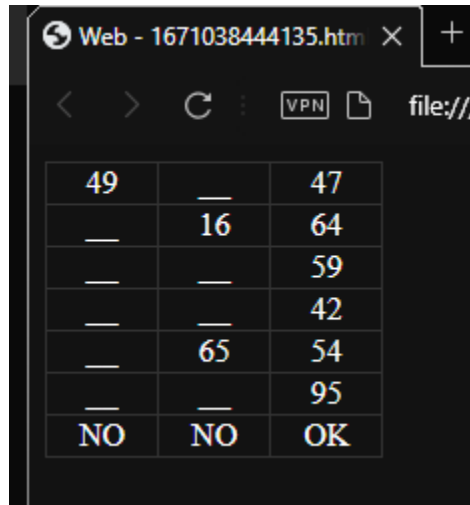 Web - 1671038444135.htm
VPN file://
49 __ 47
__ 16 64
__ __ 59
__ __ 42
__ 65 54
__ __ 95
NO NO OK